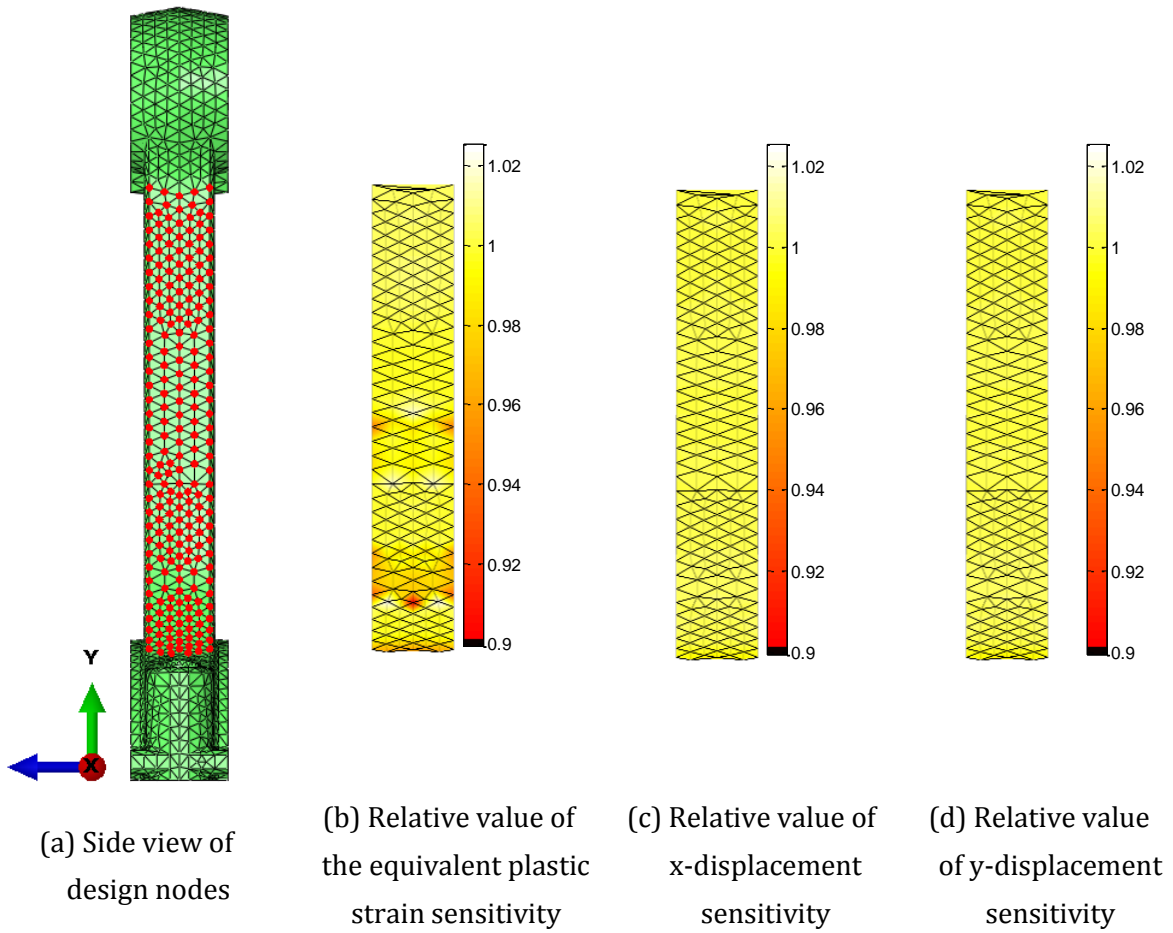 Y
X
1.02
1
0.98
0.96
0.94
0.92
0.9
1.02
1
0.98
0.96
0.94
0.92
0.9
1.02
1
0.98
0.96
0.94
0.92
0.9
(a) Side view of
design nodes
(b) Relative value of
the equivalent plastic
strain sensitivity
(c) Relative value of
x-displacement
sensitivity
(d) Relative value
of y-displacement
sensitivity